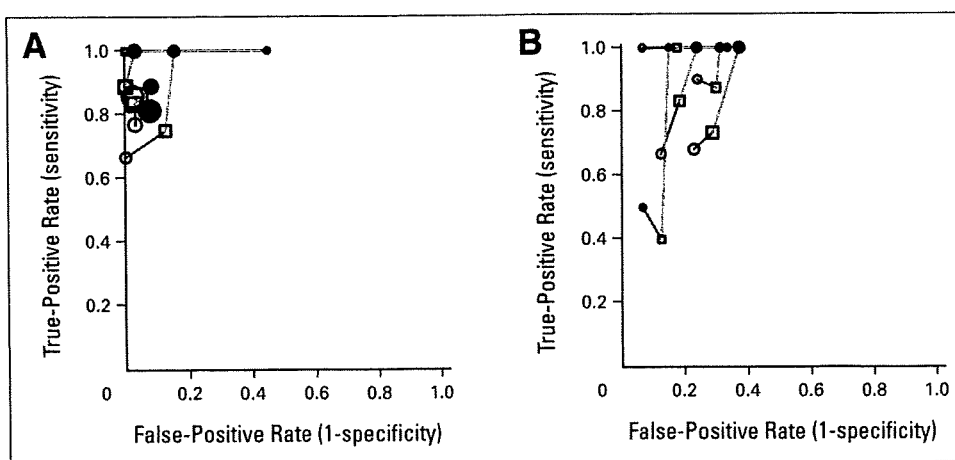 A
True-Positive Rate (sensitivity)
1.0
0.8
0.6
0.4
0.2
0 0.2 0.4 0.6 0.8 1.0
False-Positive Rate (1-specificity)
B
True-Positive Rate (sensitivity)
1.0
0.8
0.6
0.4
0.2
0 0.2 0.4 0.6 0.8 1.0
False-Positive Rate (1-specificity)